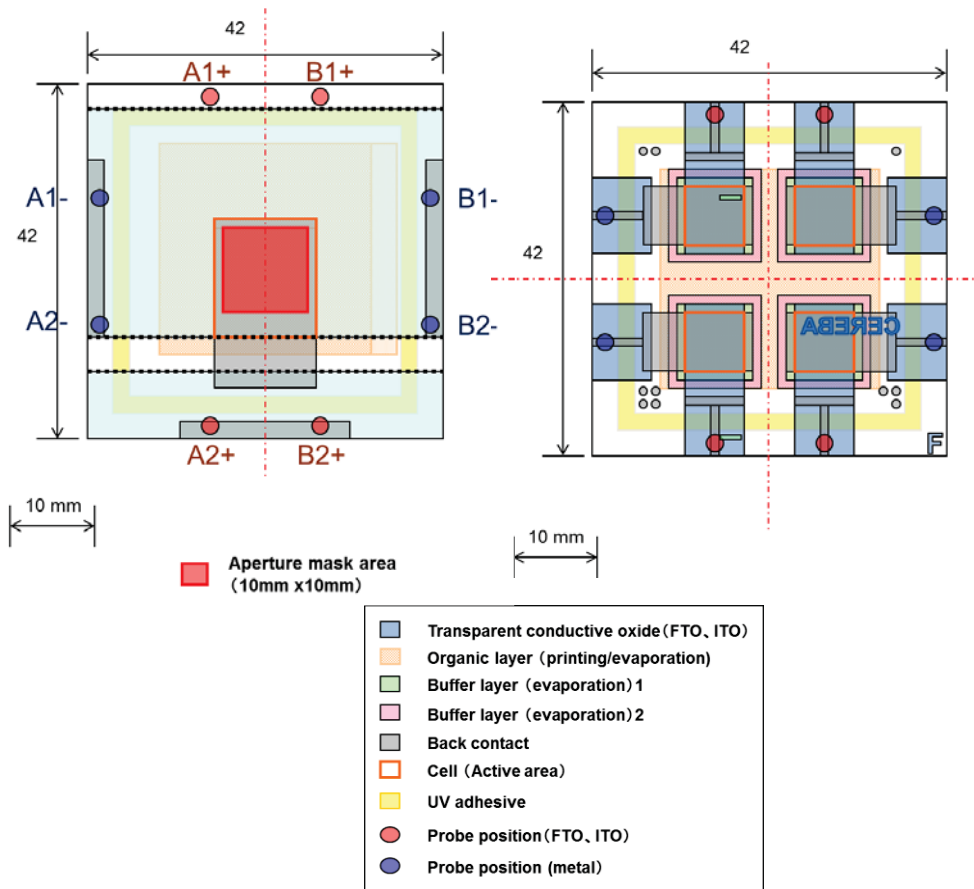 42
A1+
B1+
A1-
B1-
42
A2-
B2-
A2+
B2+
10 mm
42
42
CEREBA
F
10 mm
Aperture mask area
（10mm x10mm）
Transparent conductive oxide（FTO、ITO）
Organic layer （printing/evaporation)
Buffer layer （evaporation）1
Buffer layer （evaporation）2
Back contact
Cell （Active area）
UV adhesive
Probe position（FTO、ITO）
Probe position (metal）